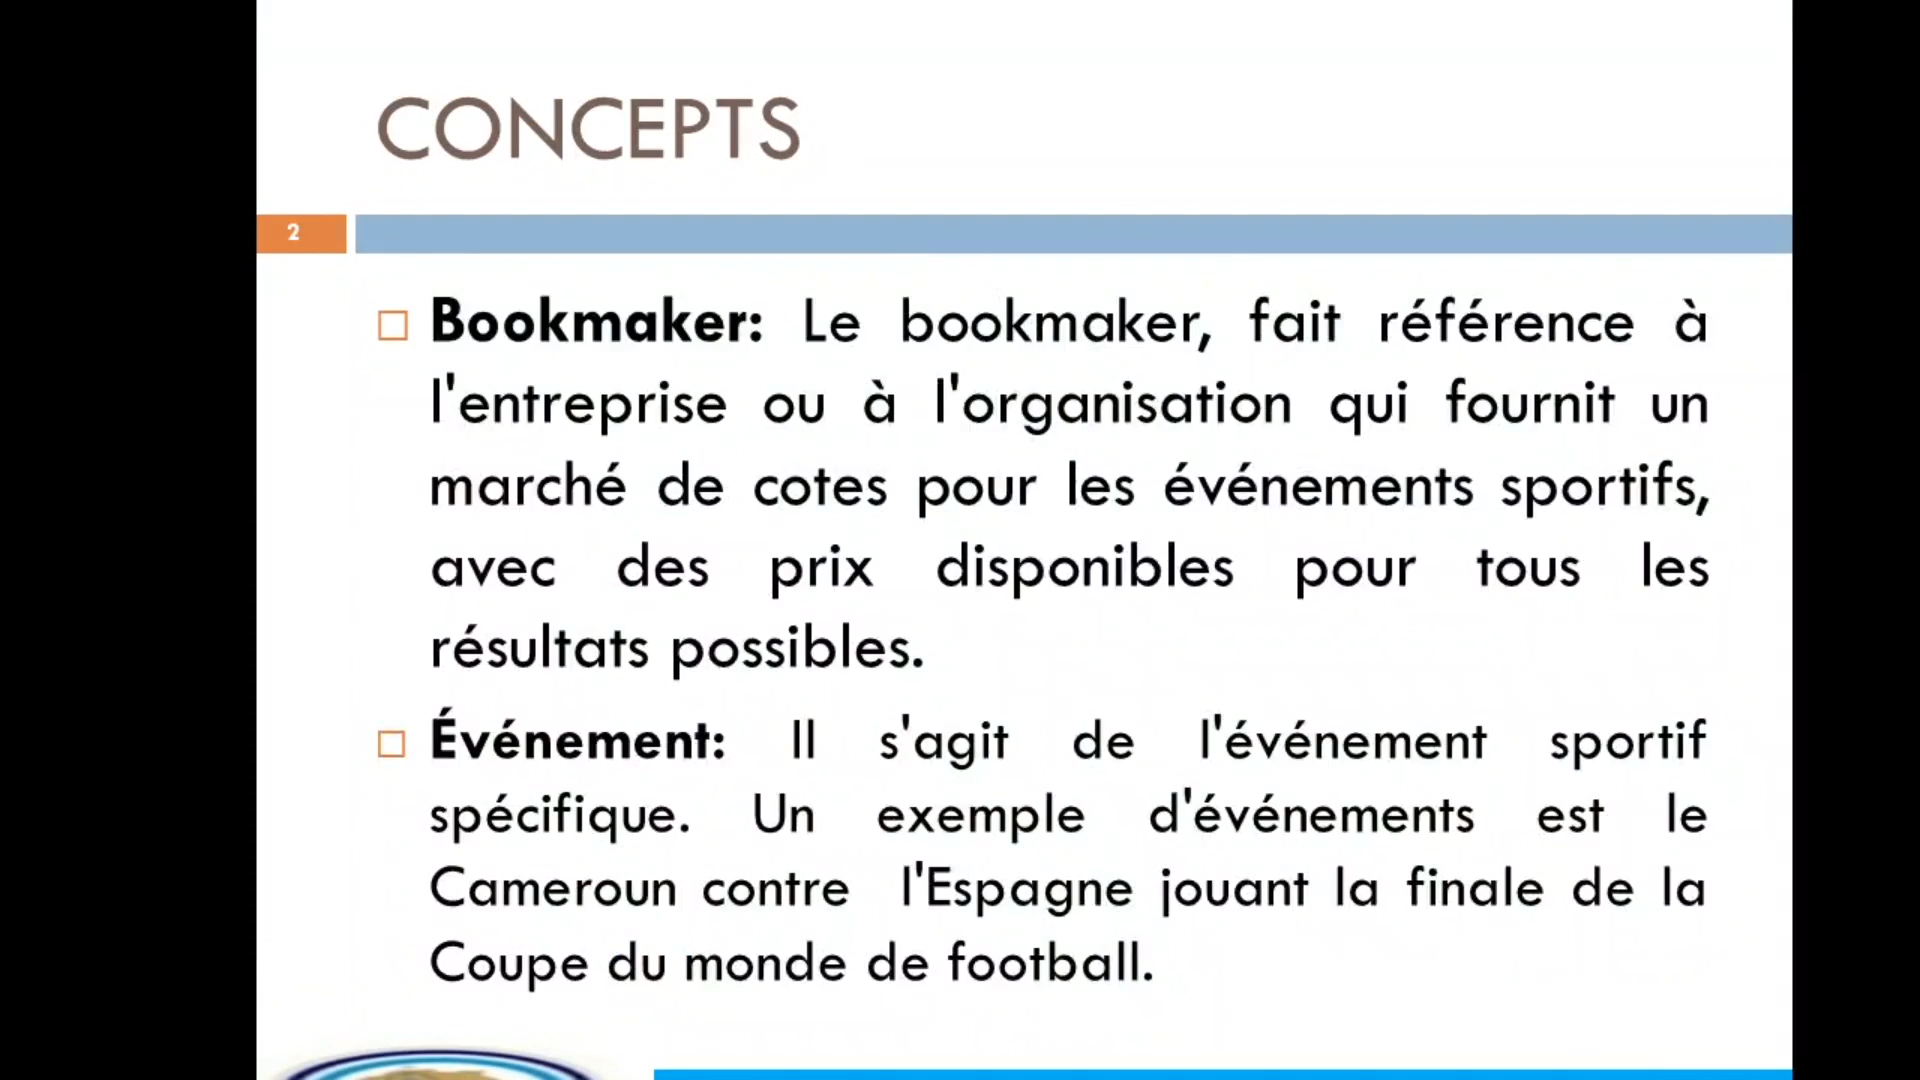 CONCEPTS
2
Bookmaker: Le bookmaker, fait référence à
l'entreprise ou à l'organisation qui fournit un
marché de cotes pour les événements sportifs,
avec des prix disponibles pour tous les
résultats possibles.
Événement: Il s'agit de l'événement sportif
spécifique. Un exemple d'événements est le
Cameroun contre l'Espagne jouant la finale de la
Coupe du monde de football.